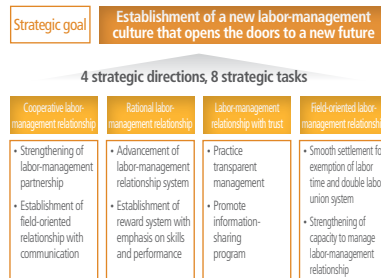 Strategic goal
Establishment of a new labor-management
culture that opens the doors to a new future
4 strategic directions, 8 strategic tasks
Cooperative labor-
management relationship
• Strengthening of
labor-management
partnership
• Establishment of
field-oriented
relationship with
communication
Rational labor-
management relationship
• Advancement of
labor-management
relationship system
• Establishment of
reward system with
emphasis on skills
and performance
Labor-management
relationship with trust
• Practice
transparent
management
• Promote
information-
sharing
program
Field-oriented labor-
management relationship
• Smooth settlement for
exemption of labor
time and double labor
union system
• Strengthening of
capacity to manage
labor-management
relationship